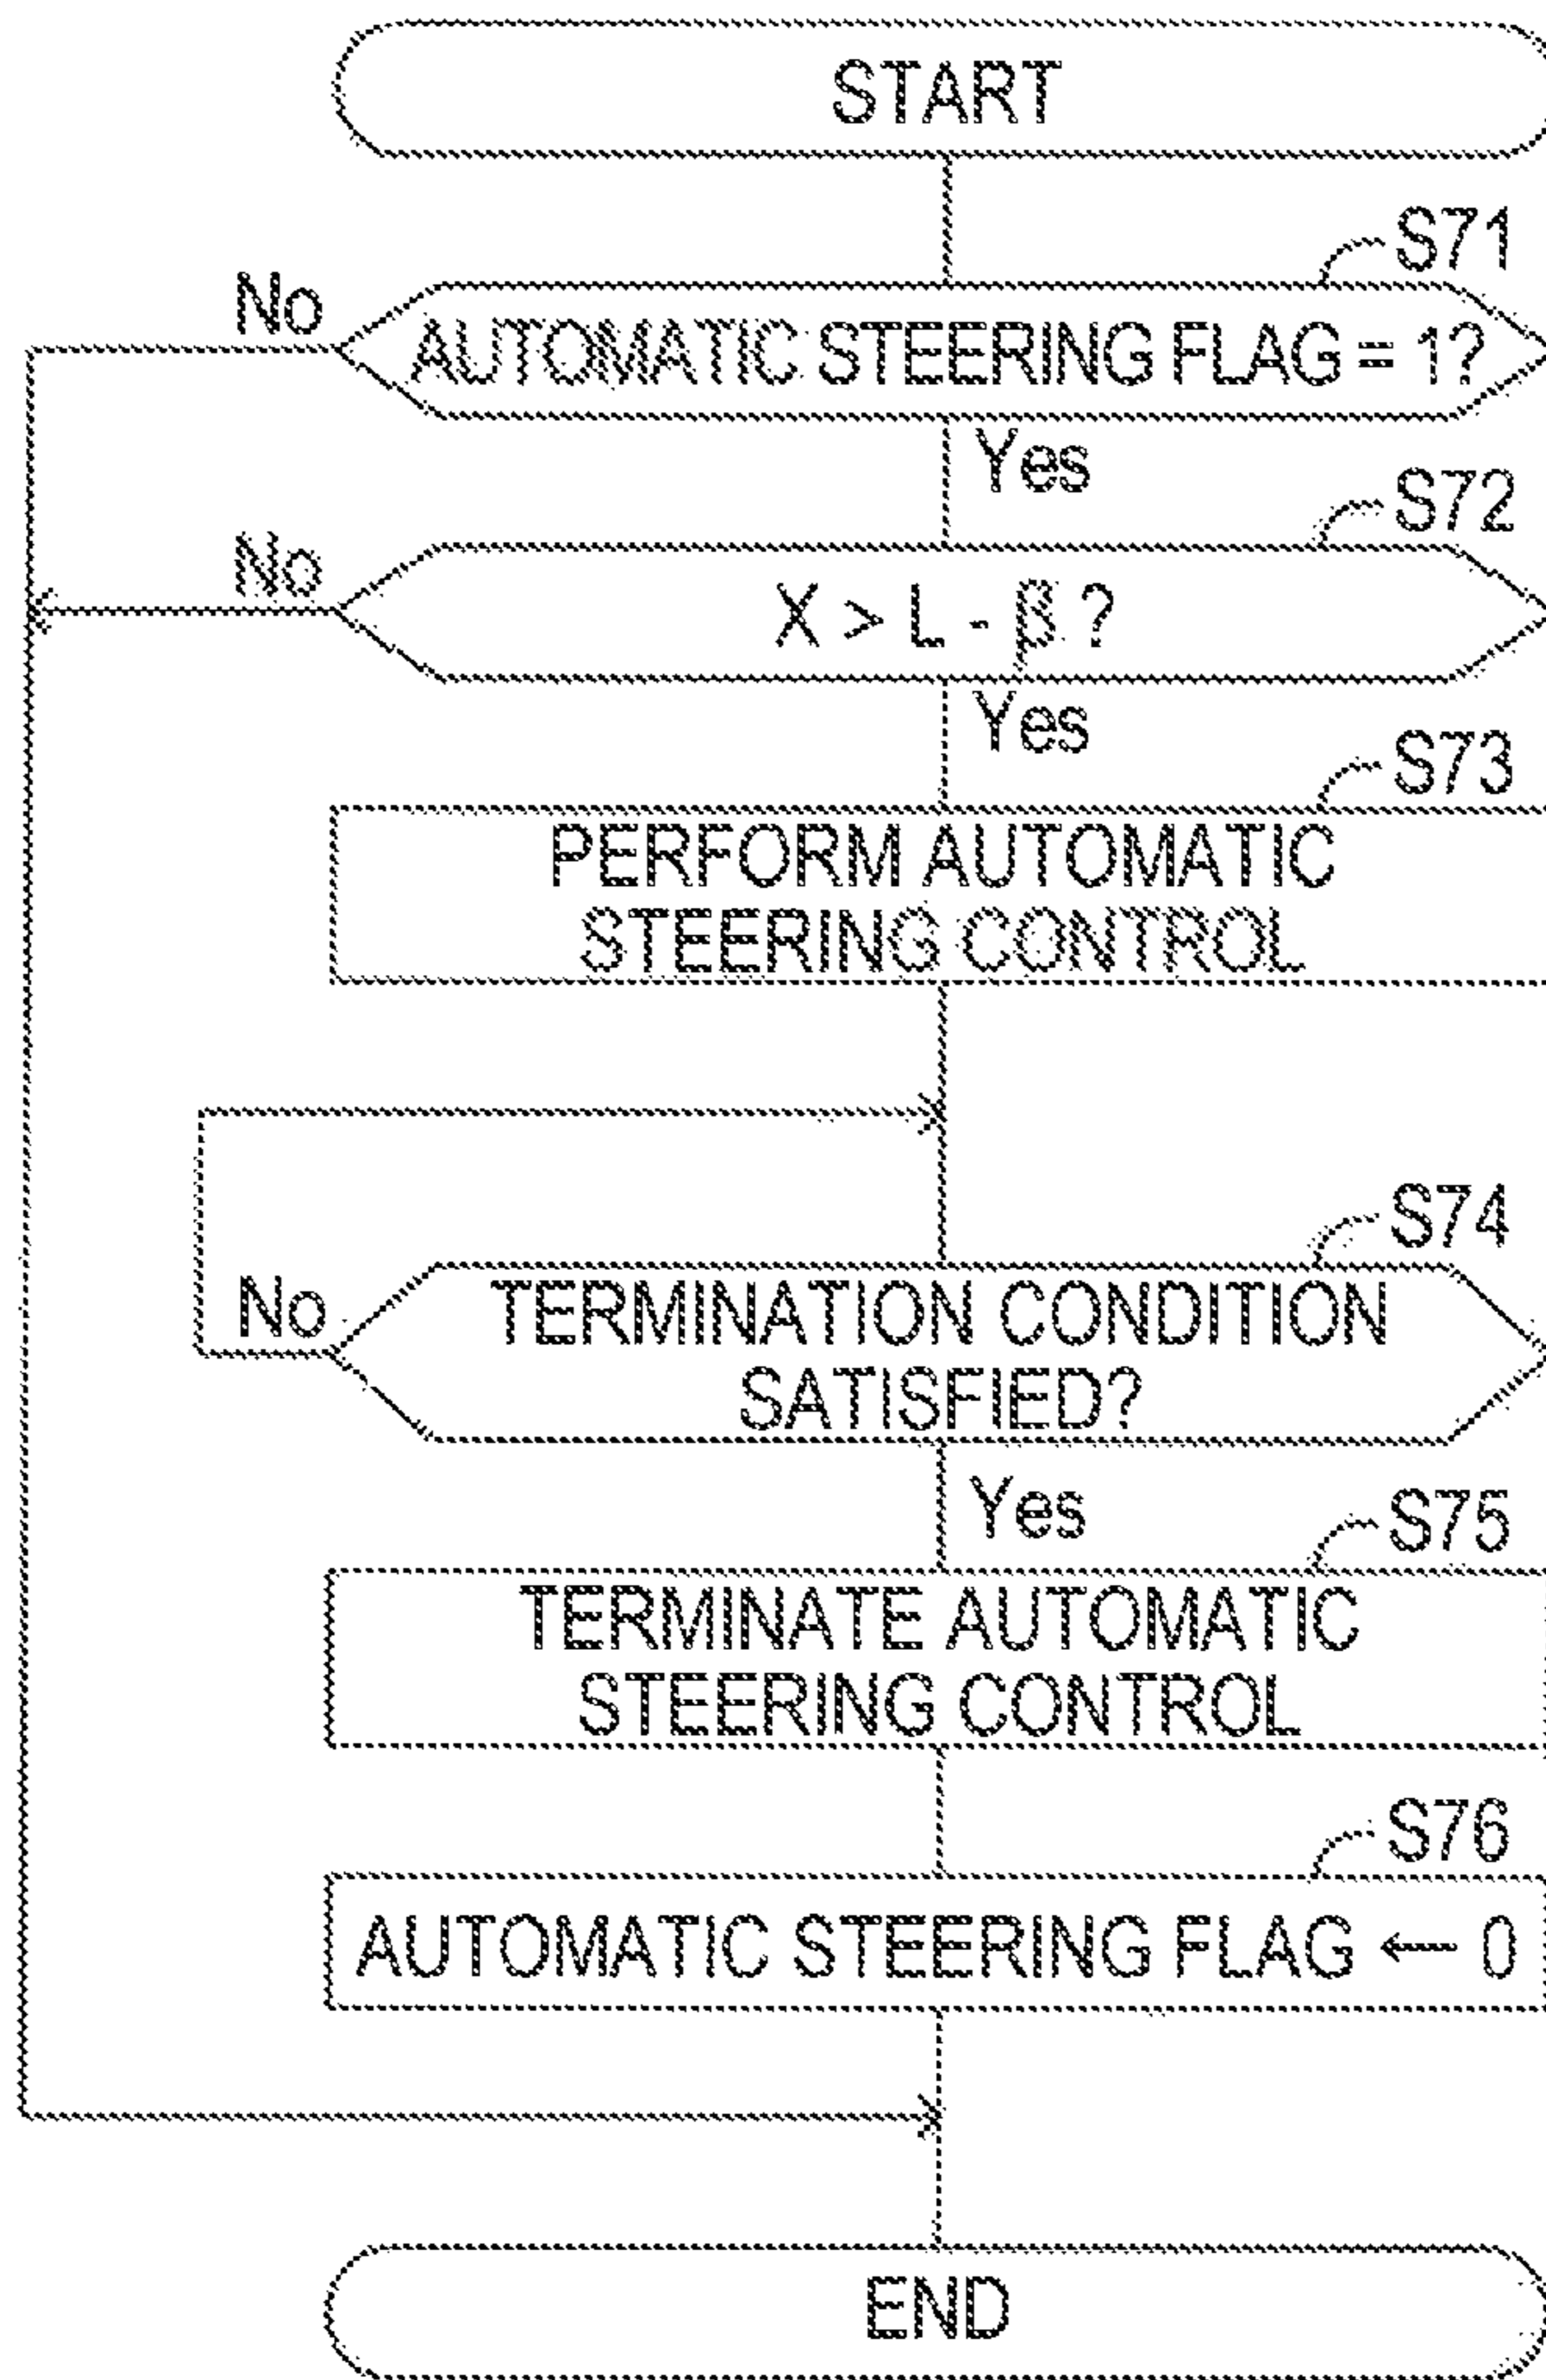 START
S71
No
AUTOMATIC STEERING FLAG = 1?
Yes
S72
No
X > L - β ?
Yes
S73
PERFORM AUTOMATIC
STEERING CONTROL
S74
No
TERMINATION CONDITION
SATISFIED?
Yes
S75
TERMINATE AUTOMATIC
STEERING CONTROL
S76
AUTOMATIC STEERING FLAG ← 0
END